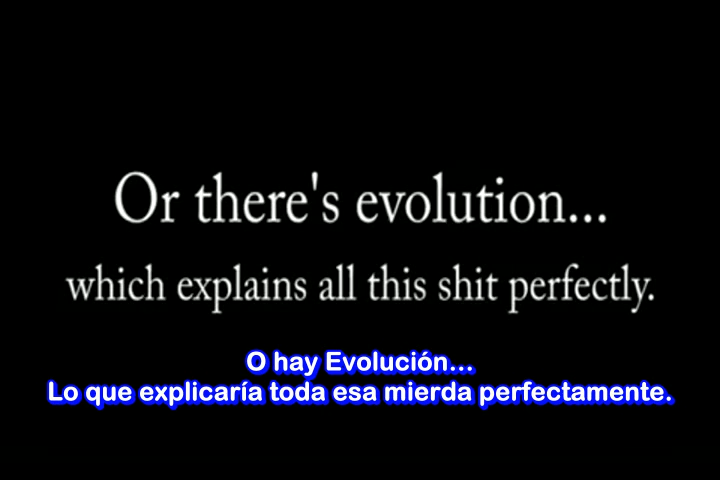 Or there's evolution...
which explains all this shit perfectly.
O hay Evolución...
Lo que explicaría toda esa mierda perfectamente.